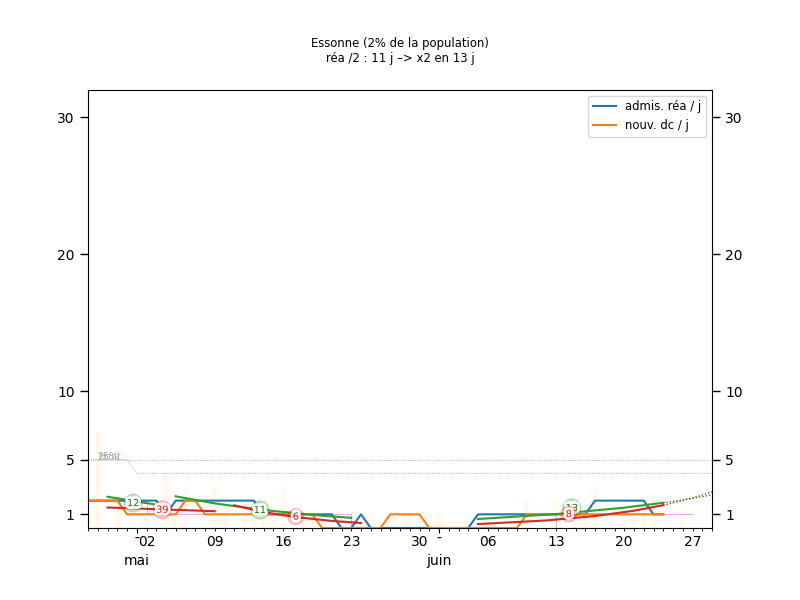 Essonne (2% de la population)
réa /2 : 11 j –> x2 en 13 j
admis. réa / j
nouv. dc / j
30 30
20 20
10 10
5 5
1 1
12 39 11 6 13 8
02 09 16 23 30 06 13 20 27
mai juin